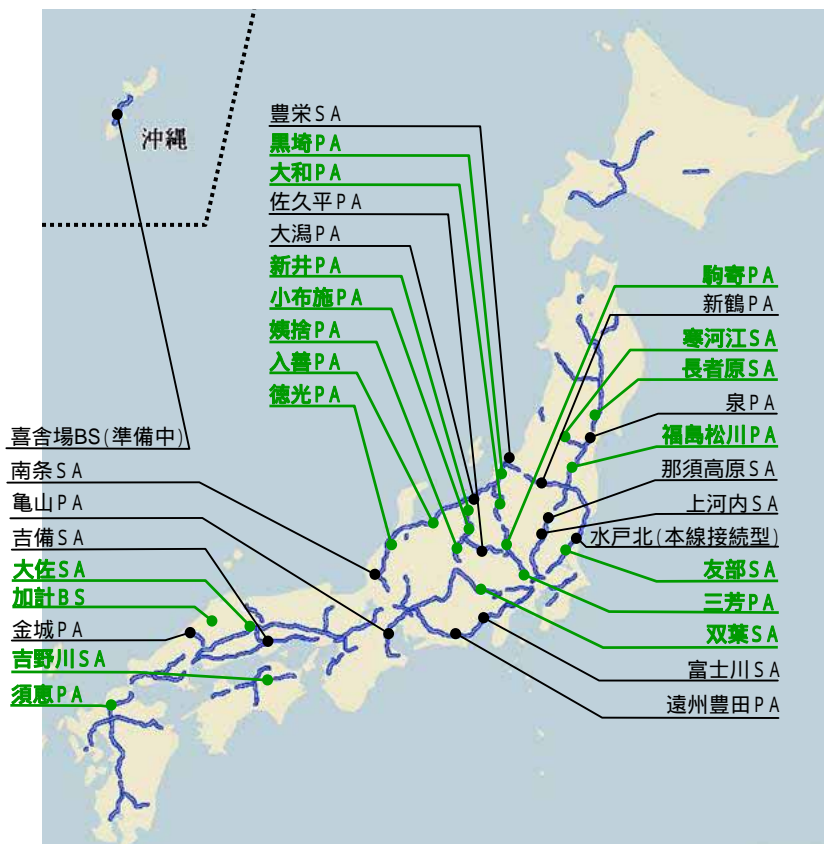 沖縄
豊栄SA
黒埼PA
大和PA
佐久平PA
大潟PA
新井PA
小布施PA
姨捨PA
入善PA
徳光PA
駒寄PA
新鶴PA
寒河江SA
長者原SA
泉PA
福島松川PA
那須高原SA
上河内SA
水戸北(本線接続型)
友部SA
三芳PA
双葉SA
富士川SA
遠州豊田PA
喜舎場BS(準備中)
南条SA
亀山PA
吉備SA
大佐SA
加計BS
金城PA
吉野川SA
須恵PA